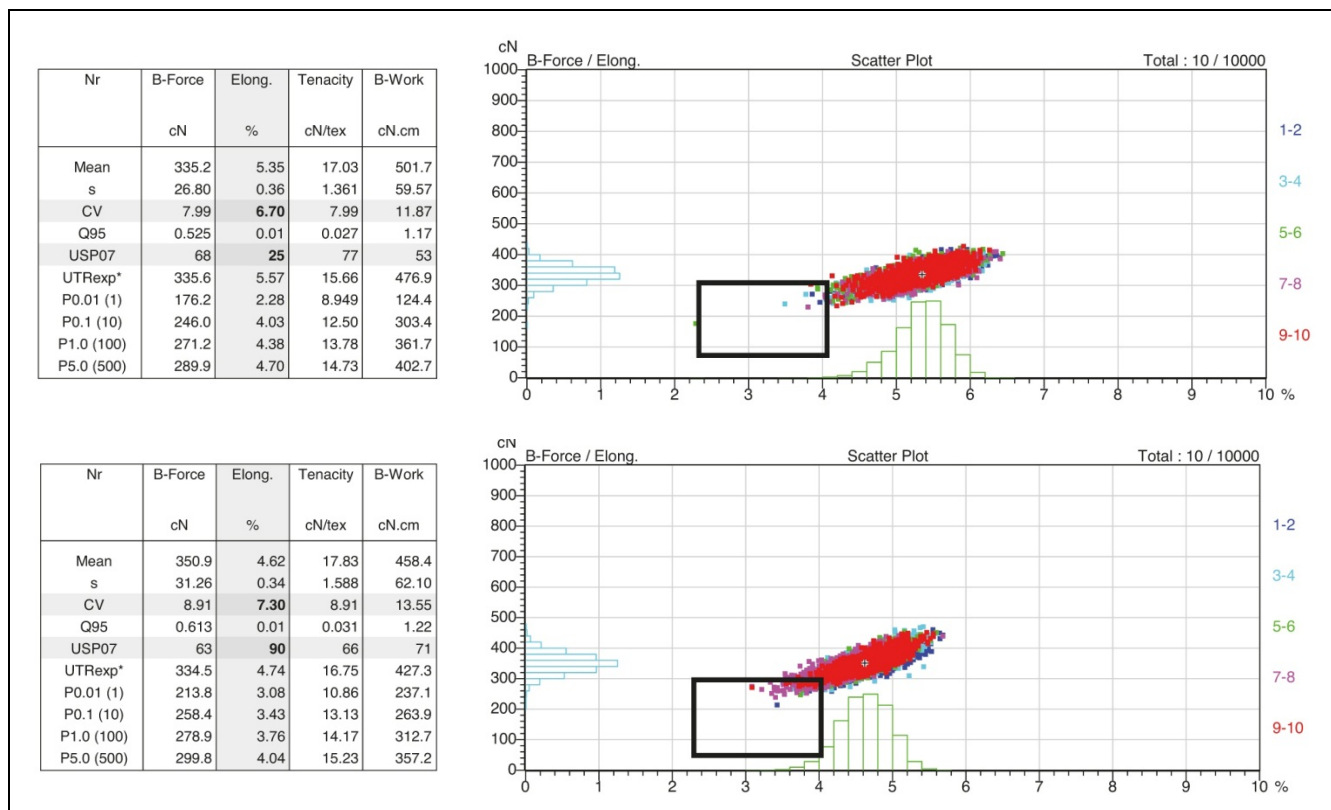 Nr B-Force Elong. Tenacity B-Work
cN % cN/tex cN.cm
Mean 335.2 5.35 17.03 501.7
s 26.80 0.36 1.361 59.57
CV 7.99 6.70 7.99 11.87
Q95 0.525 0.01 0.027 1.17
USP07 68 25 77 53
UTRexp* 335.6 5.57 15.66 476.9
P0.01 (1) 176.2 2.28 8.949 124.4
P0.1 (10) 246.0 4.03 12.50 303.4
P1.0 (100) 271.2 4.38 13.78 361.7
P5.0 (500) 289.9 4.70 14.73 402.7
cN
B-Force / Elong. Scatter Plot Total : 10 / 10000
1000
900
800
700
600
500
400
300
200
100
0
0 1 2 3 4 5 6 7 8 9 10 %
1-2
3-4
5-6
7-8
9-10
Nr B-Force Elong. Tenacity B-Work
cN % cN/tex cN.cm
Mean 350.9 4.62 17.83 458.4
s 31.26 0.34 1.588 62.10
CV 8.91 7.30 8.91 13.55
Q95 0.613 0.01 0.031 1.22
USP07 63 90 66 71
UTRexp* 334.5 4.74 16.75 427.3
P0.01 (1) 213.8 3.08 10.86 237.1
P0.1 (10) 258.4 3.43 13.13 263.9
P1.0 (100) 278.9 3.76 14.17 312.7
P5.0 (500) 299.8 4.04 15.23 357.2
cN
B-Force / Elong. Scatter Plot Total : 10 / 10000
1000
900
800
700
600
500
400
300
200
100
0
0 1 2 3 4 5 6 7 8 9 10 %
1-2
3-4
5-6
7-8
9-10